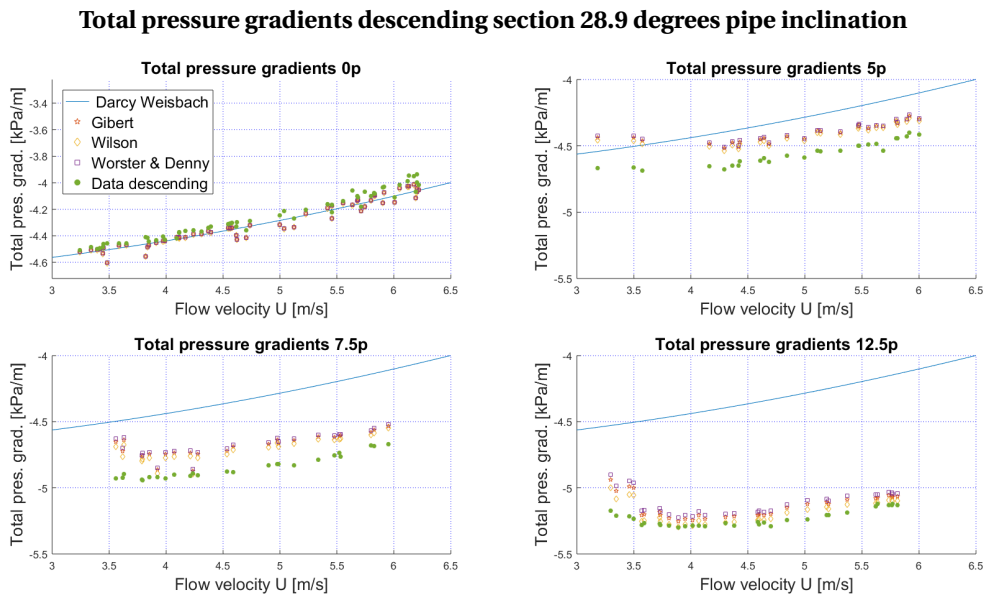 Total pressure gradients descending section 28.9 degrees pipe inclination
Total pressure gradients 0p
Total pres. grad. [kPa/m]
-3.4
-3.6
-3.8
-4
-4.2
-4.4
-4.6
Darcy Weisbach
Gibert
Wilson
Worster & Denny
Data descending
3 3.5 4 4.5 5 5.5 6 6.5
Flow velocity U [m/s]
Total pressure gradients 5p
Total pres. grad. [kPa/m]
-4
-4.5
-5
-5.5
3 3.5 4 4.5 5 5.5 6 6.5
Flow velocity U [m/s]
Total pressure gradients 7.5p
Total pres. grad. [kPa/m]
-4
-4.5
-5
-5.5
3 3.5 4 4.5 5 5.5 6 6.5
Flow velocity U [m/s]
Total pressure gradients 12.5p
Total pres. grad. [kPa/m]
-4
-4.5
-5
-5.5
3 3.5 4 4.5 5 5.5 6 6.5
Flow velocity U [m/s]